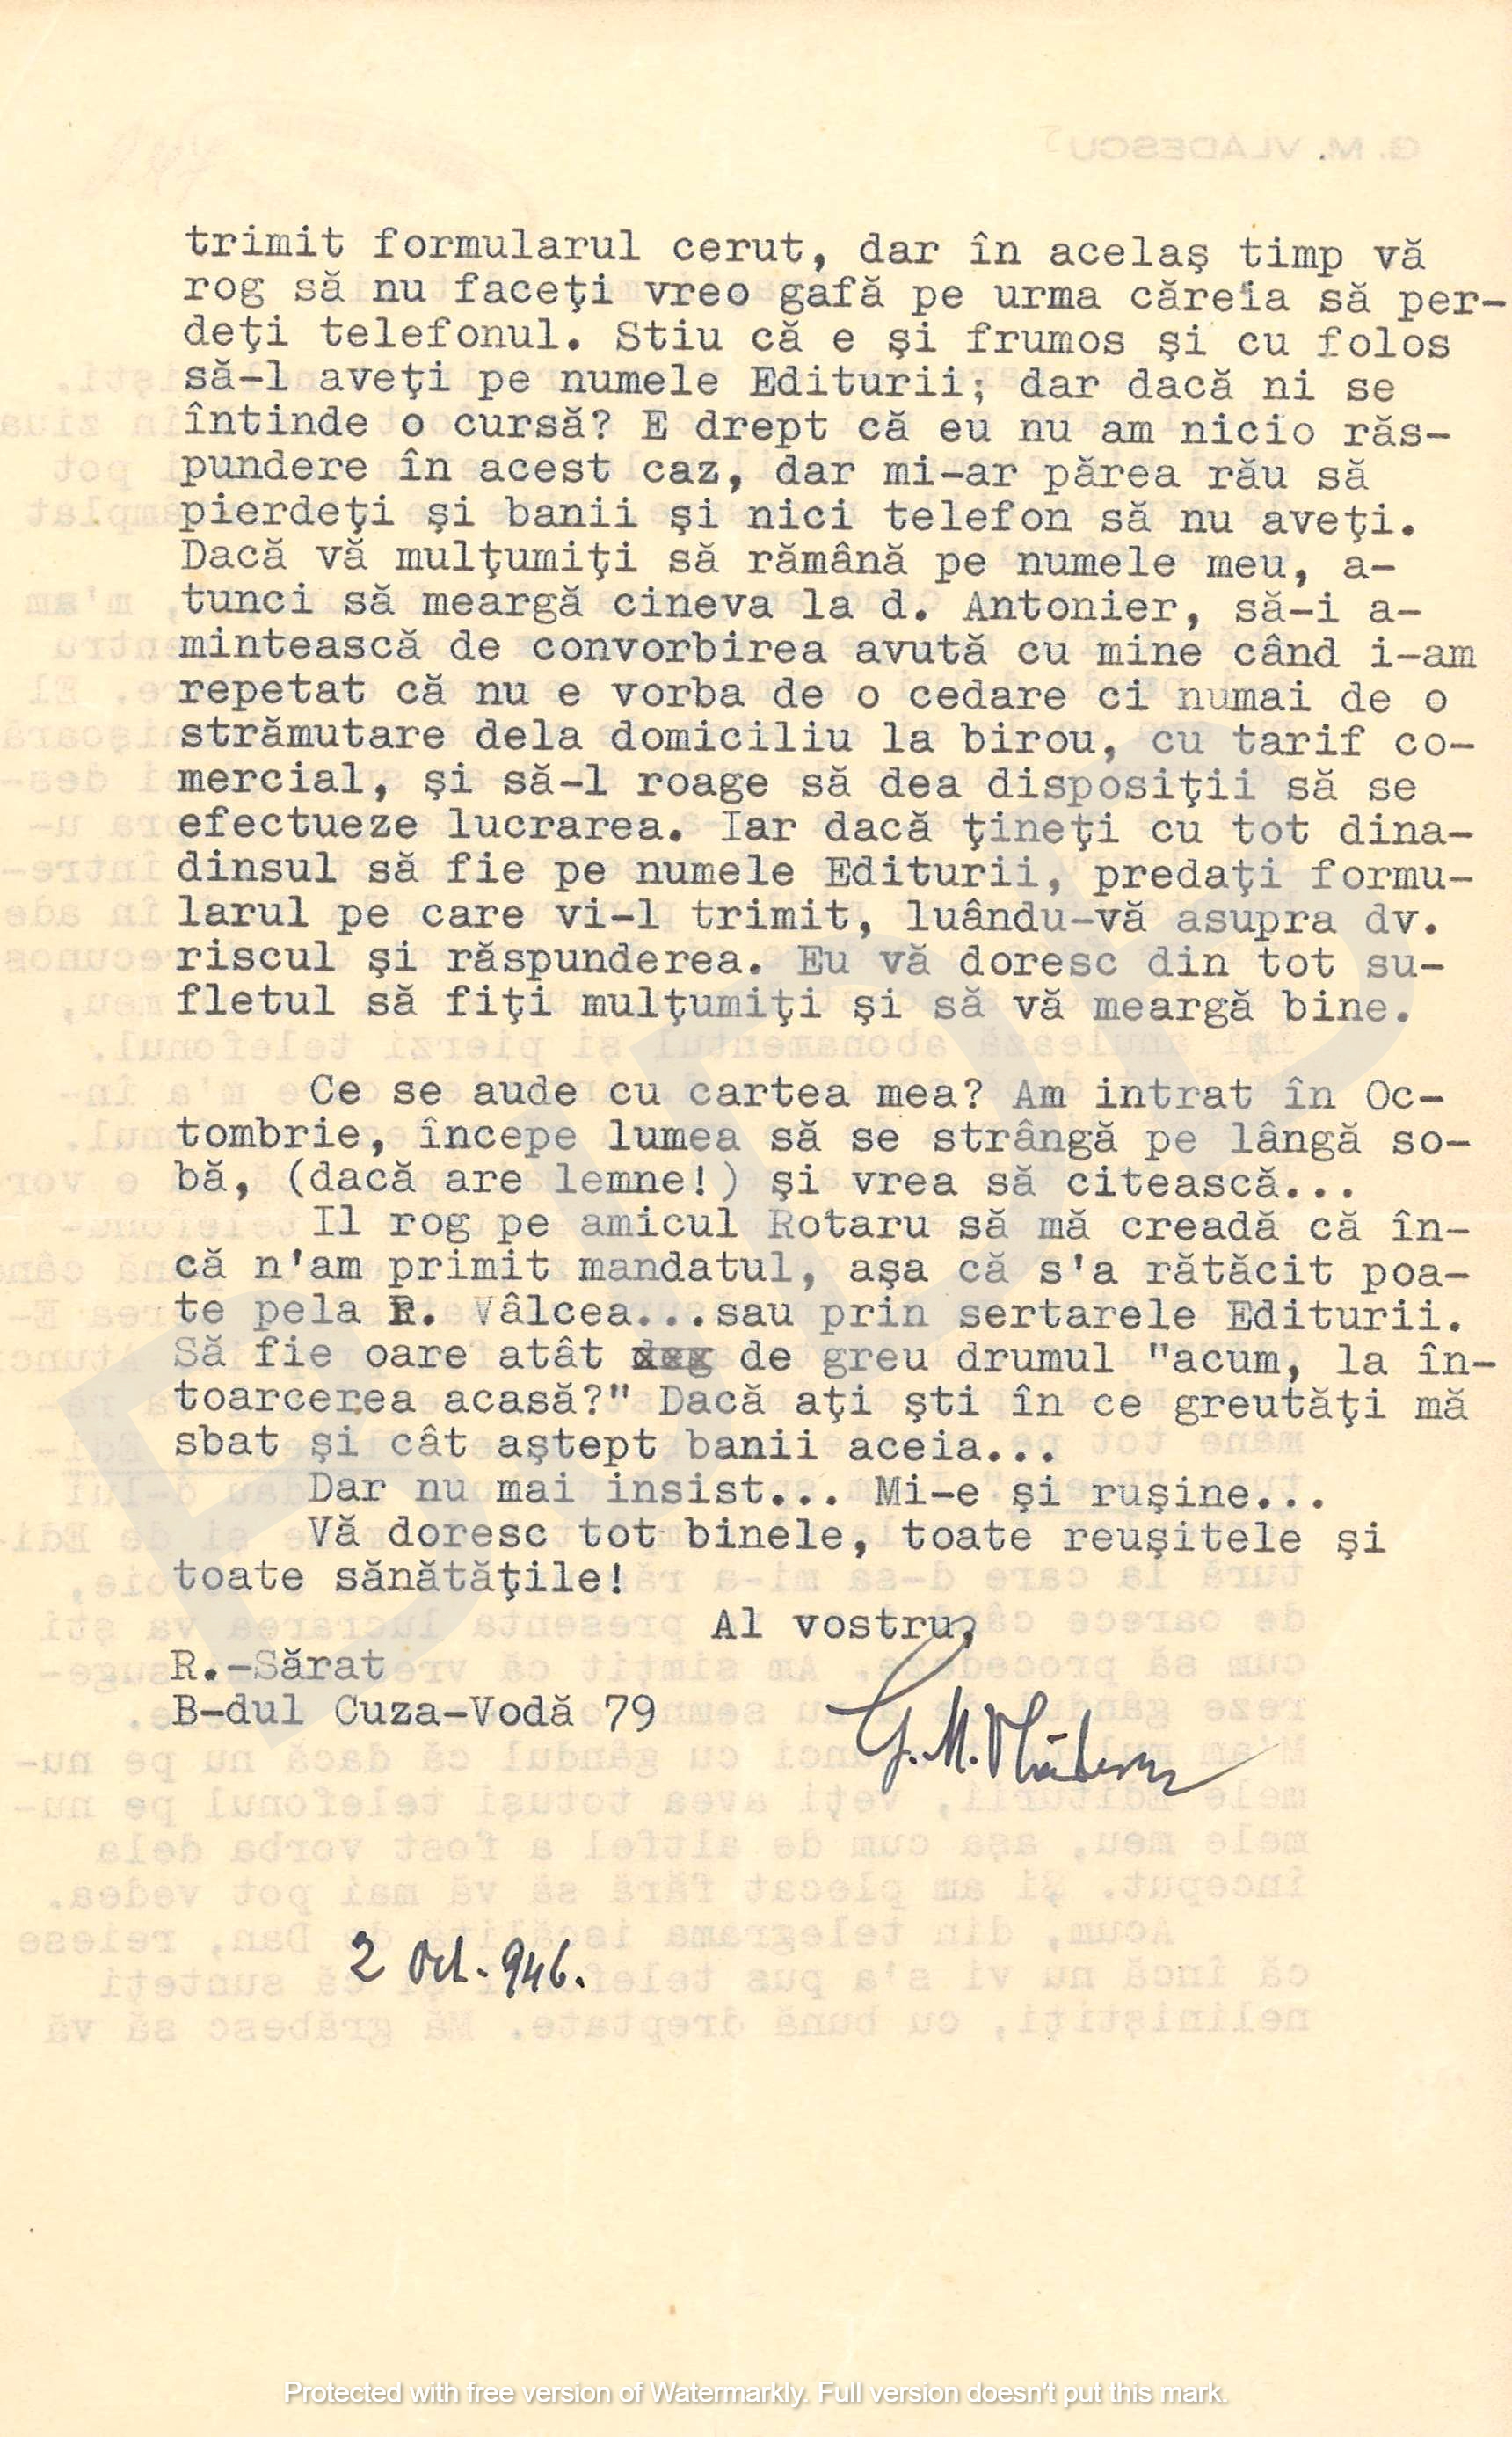 trimit formularul cerut, dar în acelaş timp vă
rog să nu faceţi vreo gafă pe urma căreia să per-
deţi telefonul. Stiu că e şi frumos şi cu folos
să-l aveţi pe numele Editurii; dar dacă ni se
întinde o cursă? E drept că eu nu am nicio răs-
pundere în acest caz, dar mi-ar părea rău să
pierdeţi şi banii şi nici telefon să nu aveţi.
Dacă vă mulţumiţi să rămână pe numele meu, a-
tunci să meargă cineva la d. Antonier, să-i a-
mintească de convorbirea avută cu mine când i-am
repetat că nu e vorba de o cedare ci numai de o
strămutare dela domiciliu la birou, cu tarif co-
mercial, şi să-l roage să dea disposiţii să se
efectueze lucrarea. Iar dacă ţineţi cu tot dina-
dinsul să fie pe numele Editurii, predaţi formu-
larul pe care vi-l trimit, luându-vă asupra dv.
riscul şi răspunderea. Eu vă doresc din tot su-
fletul să fiţi mulţumiţi şi să vă meargă bine.
Ce se aude cu cartea mea? Am intrat în Oc-
tombrie, începe lumea să se strângă pe lângă so-
bă, (dacă are lemne!) şi vrea să citească...
Il rog pe amicul Rotaru să mă creadă că în-
că n'am primit mandatul, aşa că s'a rătăcit poa-
te pela R. Vâlcea...sau prin sertarele Editurii.
Să fie oare atât de greu drumul "acum, la în-
toarcerea acasă?" Dacă aţi şti în ce greutăţi mă
sbat şi cât aştept banii aceia...
Dar nu mai insist... Mi-e şi ruşine...
Vă doresc tot binele, toate reuşitele şi
toate sănătăţile!
Al vostru,
R.-Sărat
B-dul Cuza-Vodă 79
G. M. Vlădescu
2 Oct. 946.
Protected with free version of Watermarkly. Full version doesn't put this mark.